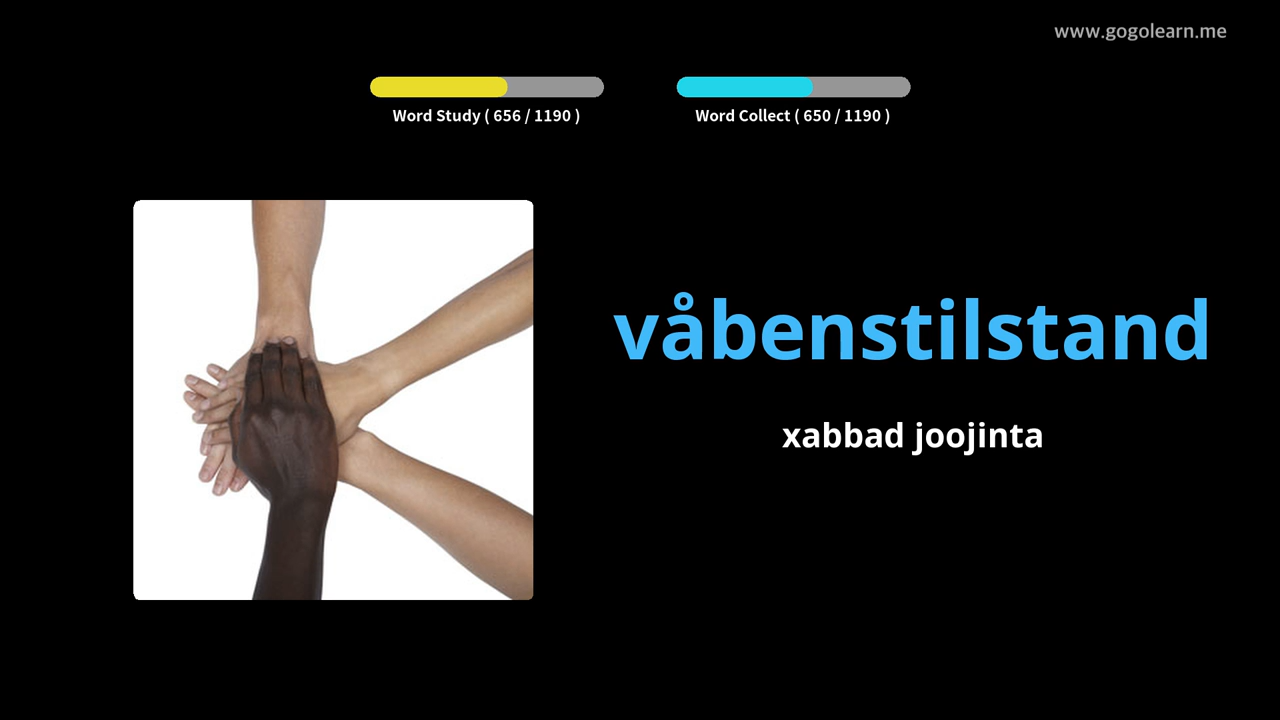 www.gogolearn.me
Word Study ( 656 / 1190 )
Word Collect ( 650 / 1190 )
våbenstilstand
xabbad joojinta